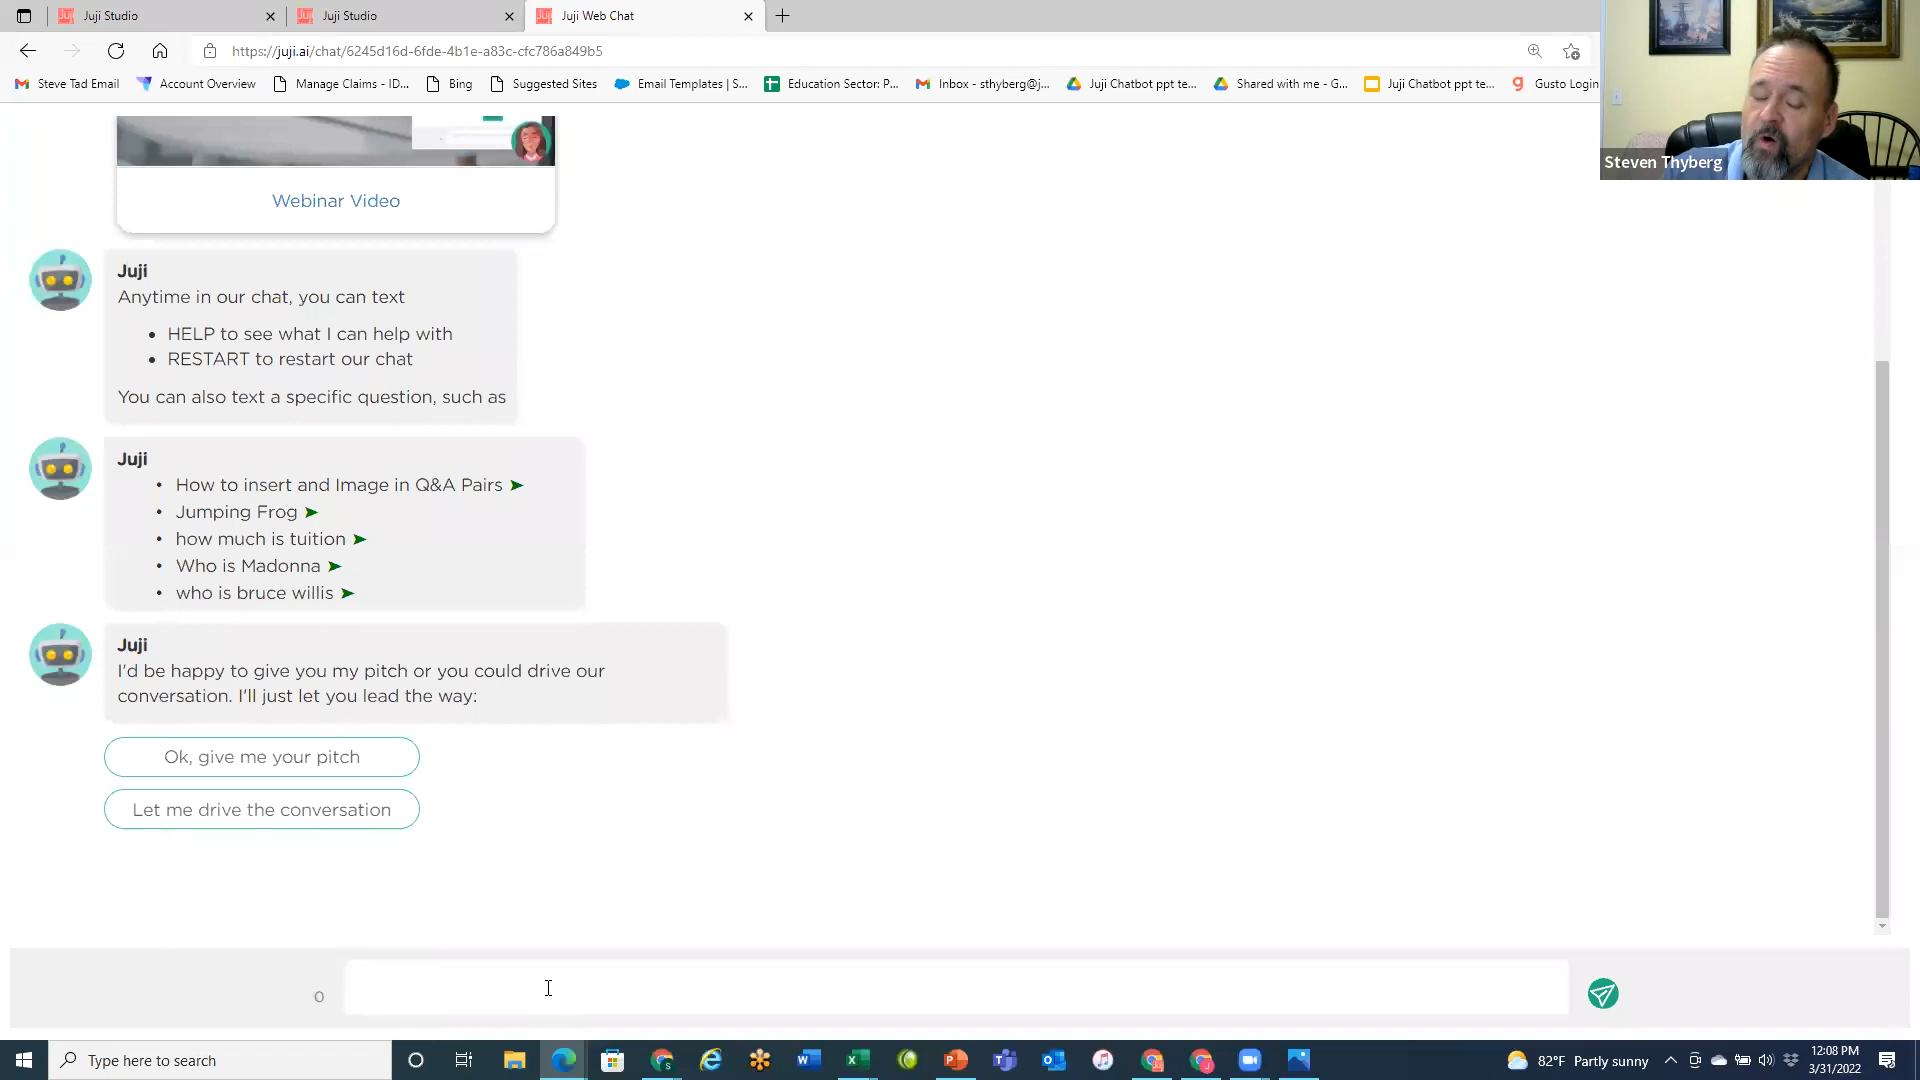 Juji Studio
Juji Studio
Juji Web Chat
https://juji.ai/chat/6245d16d-6fde-4b1e-a83c-cfc786a849b5
Steve Tad Email
Account Overview
Manage Claims - ID...
Bing
Suggested Sites
Email Templates | S...
Education Sector: P...
Inbox - sthyberg@j...
Juji Chatbot ppt te...
Shared with me - G...
Juji Chatbot ppt te...
Gusto Login
Steven Thyberg
Webinar Video
Juji
Anytime in our chat, you can text
• HELP to see what I can help with
• RESTART to restart our chat
You can also text a specific question, such as
Juji
• How to insert and Image in Q&A Pairs
• Jumping Frog
• how much is tuition
• Who is Madonna
• who is bruce willis
Juji
I'd be happy to give you my pitch or you could drive our
conversation. I'll just let you lead the way:
Ok, give me your pitch
Let me drive the conversation
0
Type here to search
82°F Partly sunny
12:08 PM
3/31/2022